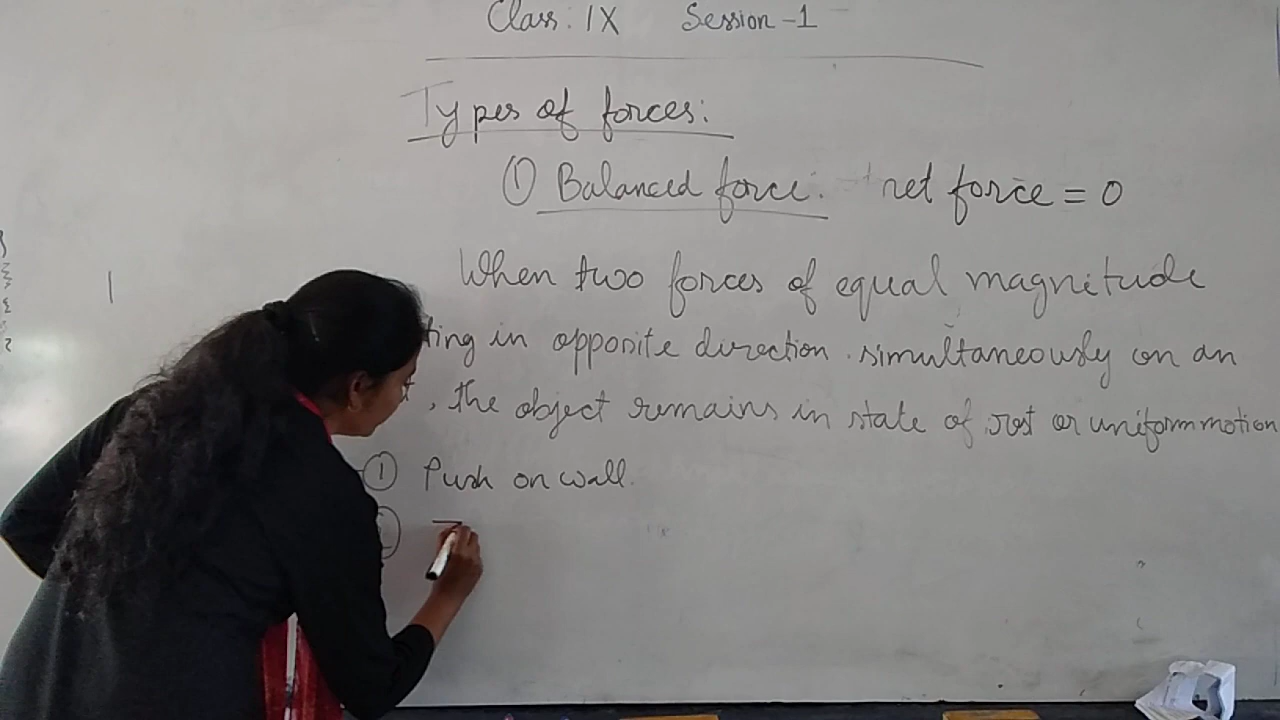 Class: IX Session -1
Types of forces:
① Balanced force: net force = 0
When two forces of equal magnitude
ting in opposite direction simultaneously on an
, the object remains in state of rest or uniform motion
① Push on wall.